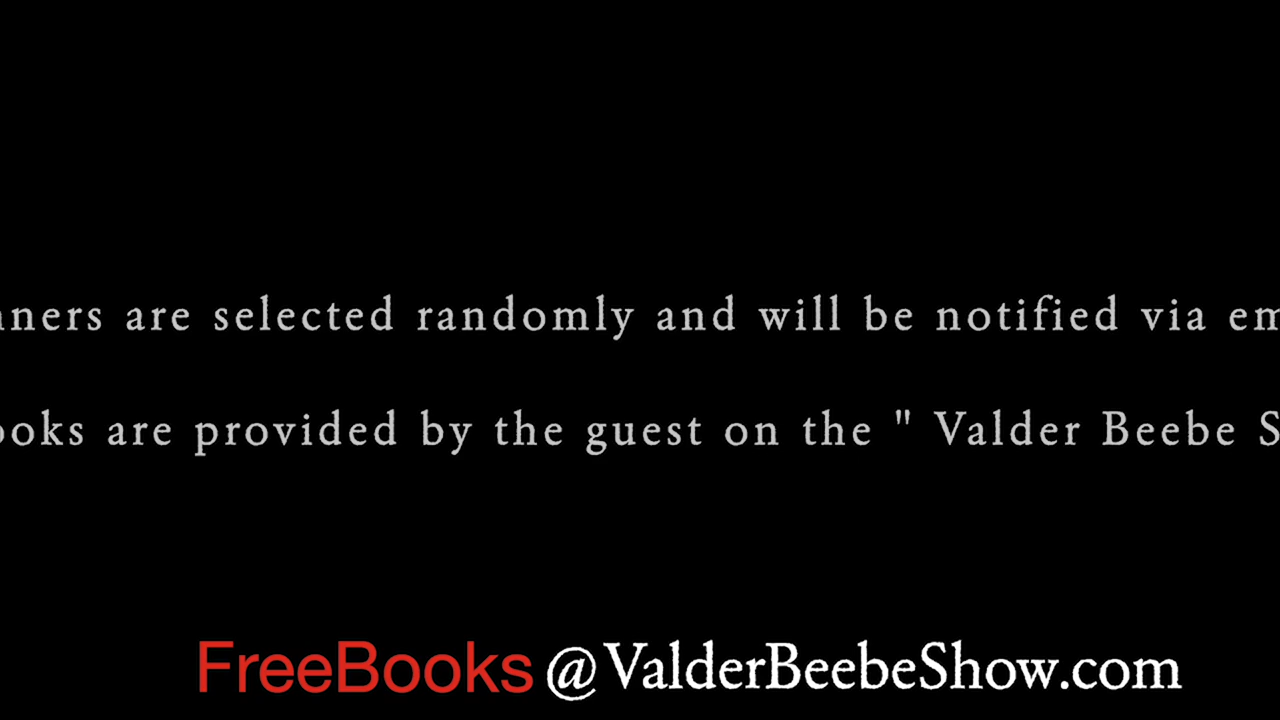 nners are selected randomly and will be notified via em
ooks are provided by the guest on the " Valder Beebe S
FreeBooks@ValderBeebeShow.com